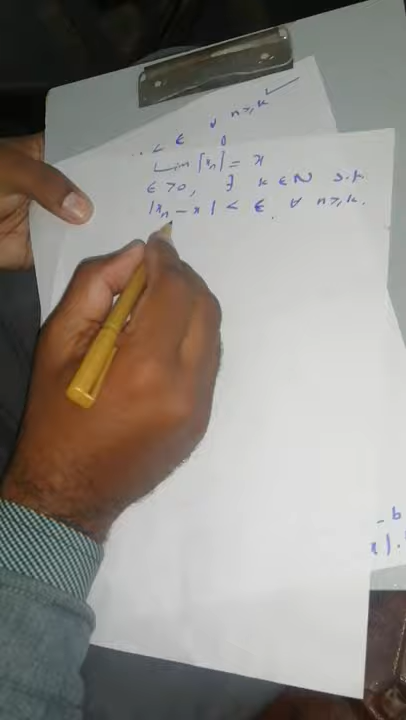 .. < ε ∀ n ≥, k ✓
Lim [xn] = x
ε > 0, ∃ k ∈ N s.t.
|xn - x| < ε. ∀ n ≥, k.